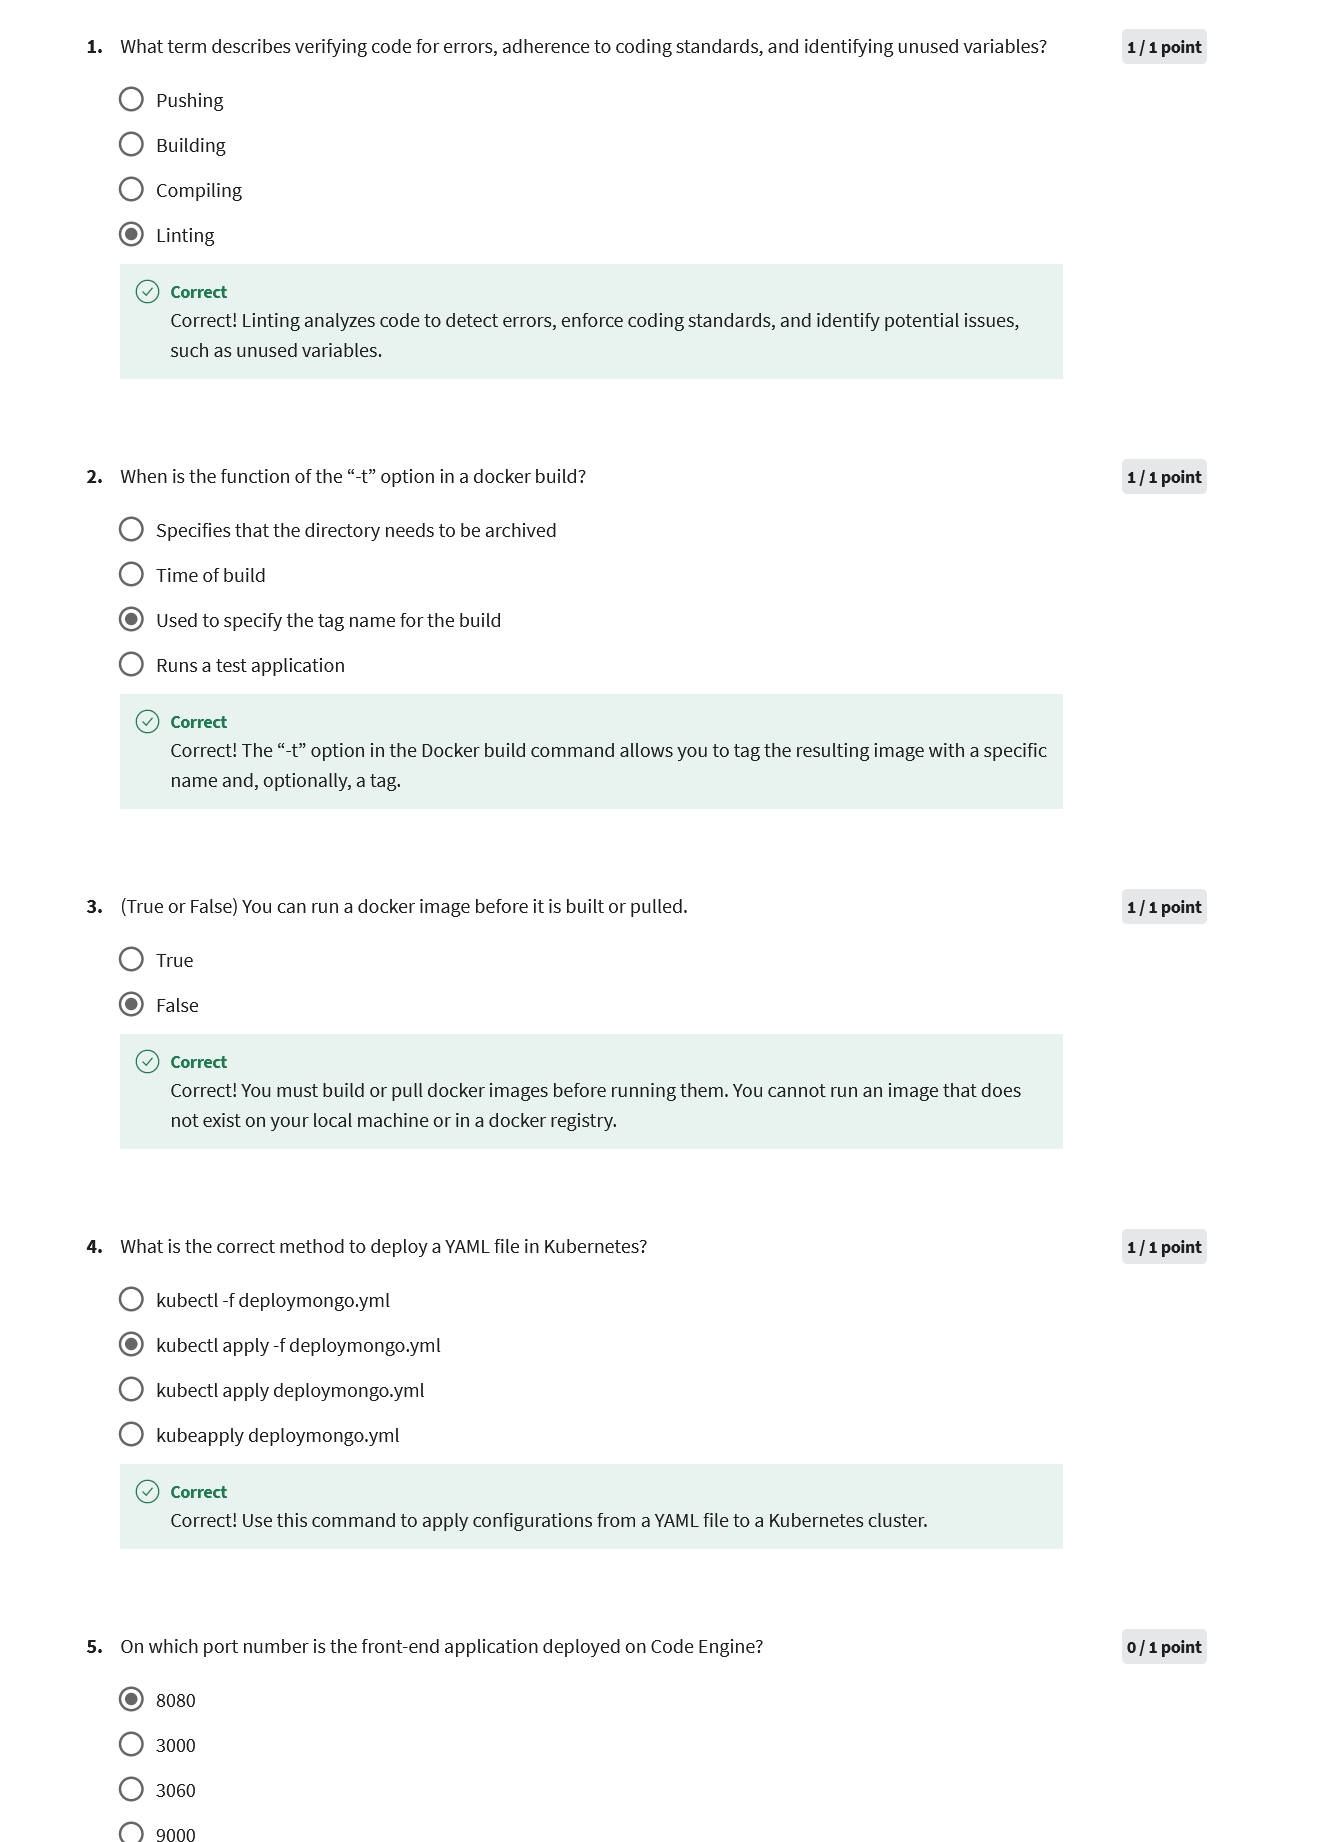 1. What term describes verifying code for errors, adherence to coding standards, and identifying unused variables? 1 / 1 point
Pushing
Building
Compiling
Linting
Correct
Correct! Linting analyzes code to detect errors, enforce coding standards, and identify potential issues,
such as unused variables.
2. When is the function of the “-t” option in a docker build? 1 / 1 point
Specifies that the directory needs to be archived
Time of build
Used to specify the tag name for the build
Runs a test application
Correct
Correct! The “-t” option in the Docker build command allows you to tag the resulting image with a specific
name and, optionally, a tag.
3. (True or False) You can run a docker image before it is built or pulled. 1 / 1 point
True
False
Correct
Correct! You must build or pull docker images before running them. You cannot run an image that does
not exist on your local machine or in a docker registry.
4. What is the correct method to deploy a YAML file in Kubernetes? 1 / 1 point
kubectl -f deploymongo.yml
kubectl apply -f deploymongo.yml
kubectl apply deploymongo.yml
kubeapply deploymongo.yml
Correct
Correct! Use this command to apply configurations from a YAML file to a Kubernetes cluster.
5. On which port number is the front-end application deployed on Code Engine? 0 / 1 point
8080
3000
3060
9000